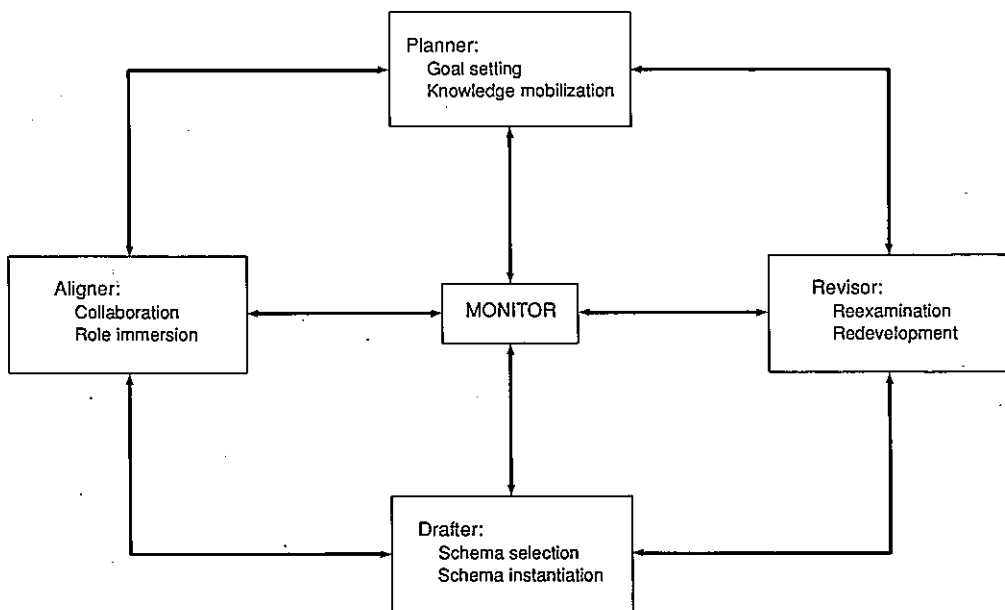 Planner:
Goal setting
Knowledge mobilization
Aligner:
Collaboration
Role immersion
MONITOR
Revisor:
Reexamination
Redevelopment
Drafter:
Schema selection
Schema instantiation